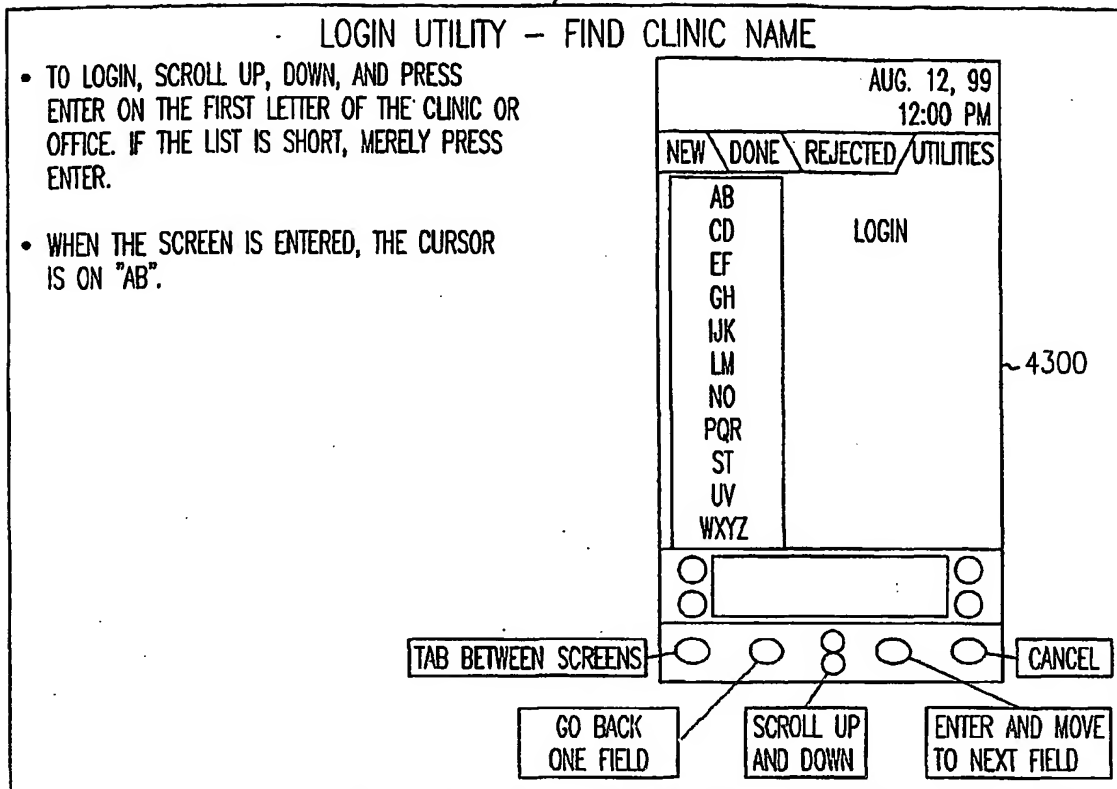 LOGIN UTILITY – FIND CLINIC NAME
• TO LOGIN, SCROLL UP, DOWN, AND PRESS
ENTER ON THE FIRST LETTER OF THE CLINIC OR
OFFICE. IF THE LIST IS SHORT, MERELY PRESS
ENTER.
• WHEN THE SCREEN IS ENTERED, THE CURSOR
IS ON "AB".
AUG. 12, 99
12:00 PM
NEW DONE REJECTED UTILITIES
AB
CD
EF
GH
IJK
LM
NO
PQR
ST
UV
WXYZ
LOGIN
4300
TAB BETWEEN SCREENS
GO BACK
ONE FIELD
SCROLL UP
AND DOWN
ENTER AND MOVE
TO NEXT FIELD
CANCEL